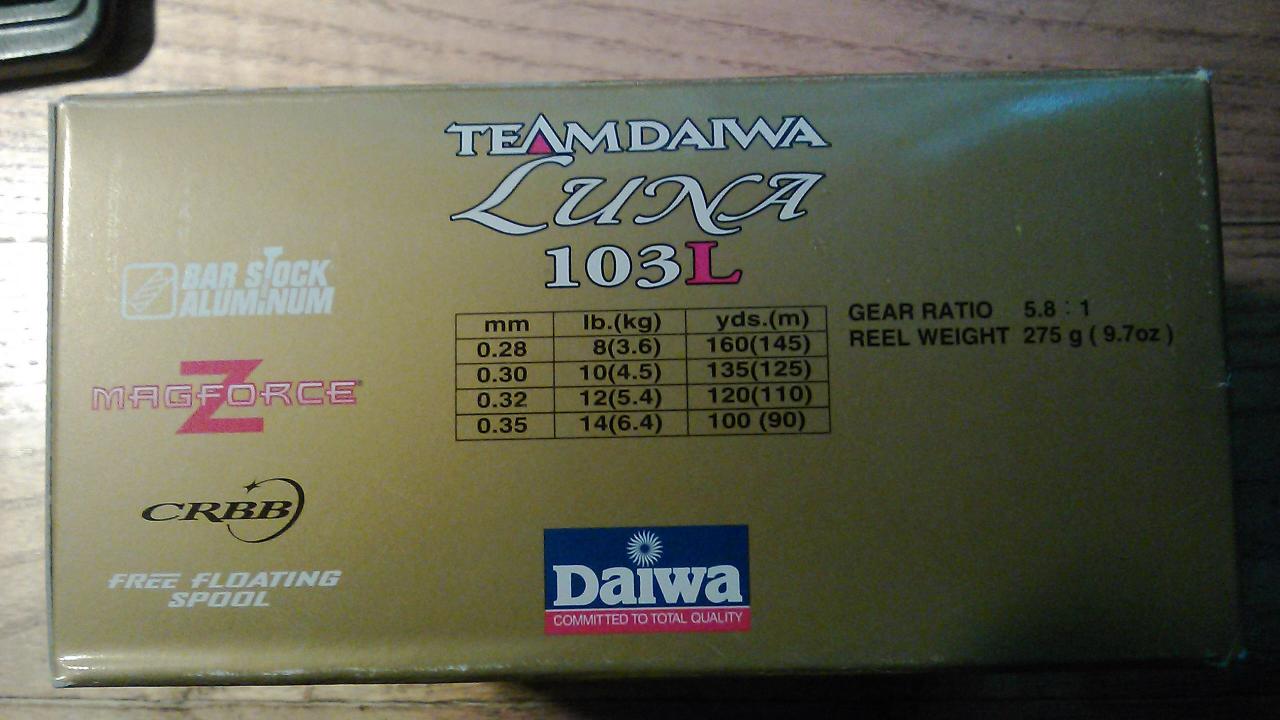 TEAMDAIWA
LUNA
103L
BAR STOCK
ALUMINUM
MAGFORCE Z
CRBB
FREE FLOATING
SPOOL
mm lb.(kg) yds.(m)
0.28 8(3.6) 160(145)
0.30 10(4.5) 135(125)
0.32 12(5.4) 120(110)
0.35 14(6.4) 100 (90)
GEAR RATIO 5.8 : 1
REEL WEIGHT 275 g ( 9.7oz )
Daiwa
COMMITTED TO TOTAL QUALITY